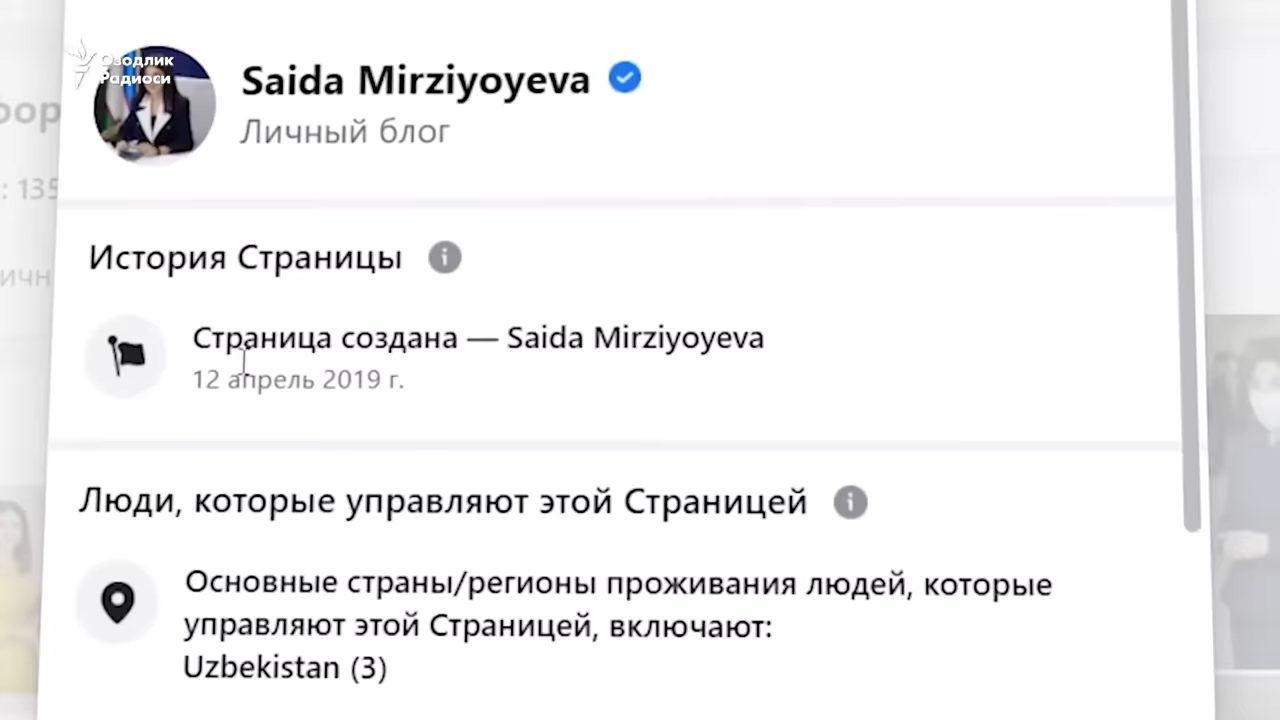 Озодлик
Радиоси
Saida Mirziyoyeva
Личный блог
: 135
История Страницы
Страница создана — Saida Mirziyoyeva
12 апрель 2019 г.
Люди, которые управляют этой Страницей
Основные страны/регионы проживания людей, которые
управляют этой Страницей, включают:
Uzbekistan (3)